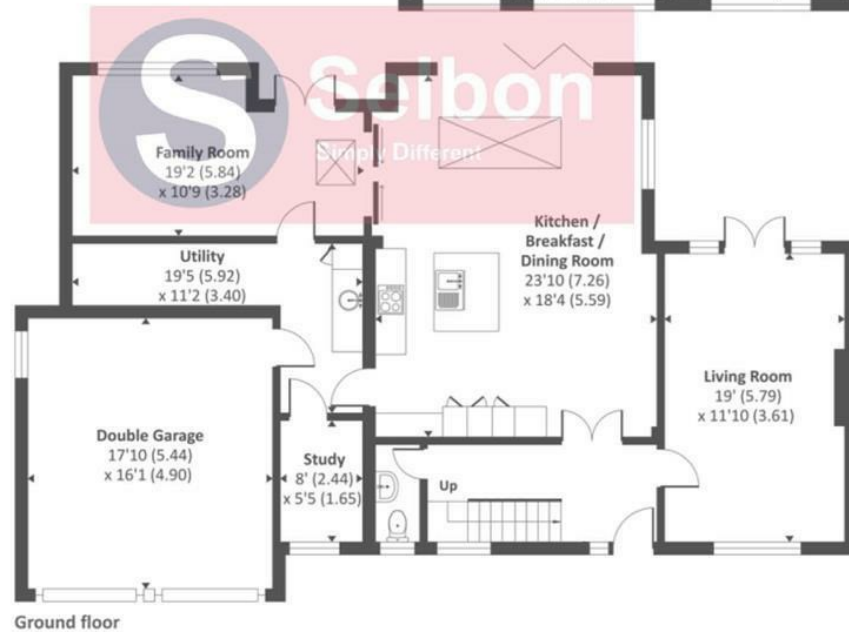 S
Seibon
Simply Different
Family Room
19'2 (5.84)
x 10'9 (3.28)
Utility
19'5 (5.92)
x 11'2 (3.40)
Kitchen /
Breakfast /
Dining Room
23'10 (7.26)
x 18'4 (5.59)
Living Room
19' (5.79)
x 11'10 (3.61)
Double Garage
17'10 (5.44)
x 16'1 (4.90)
Study
8' (2.44)
x 5'5 (1.65)
Up
Ground floor